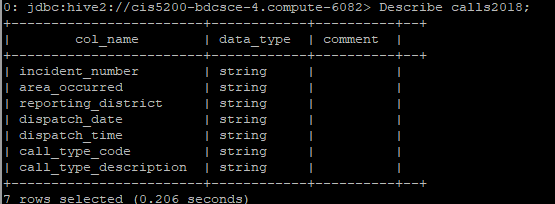 0: jdbc:hive2://cis5200-bdcsce-4.compute-6082> Describe calls2018;
+-----------------------+------------+----------+--+
|       col_name        | data_type  | comment  |
+-----------------------+------------+----------+--+
| incident_number       | string     |          |
| area_occurred         | string     |          |
| reporting_district    | string     |          |
| dispatch_date         | string     |          |
| dispatch_time         | string     |          |
| call_type_code        | string     |          |
| call_type_description | string     |          |
+-----------------------+------------+----------+--+
7 rows selected (0.206 seconds)